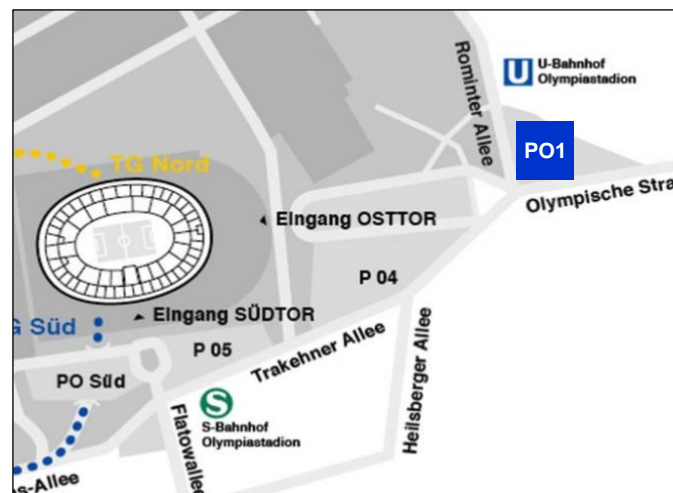 Rominter Allee
U
U-Bahnhof
Olympiastadion
PO1
TG Nord
Olympische Stra
Eingang OSTTOR
P 04
Eingang SÜDTOR
G Süd
P 05
Trakehner Allee
Heilsberger Allee
PO Süd
S
S-Bahnhof
Olympiastadion
Flatowallee
s-Allee